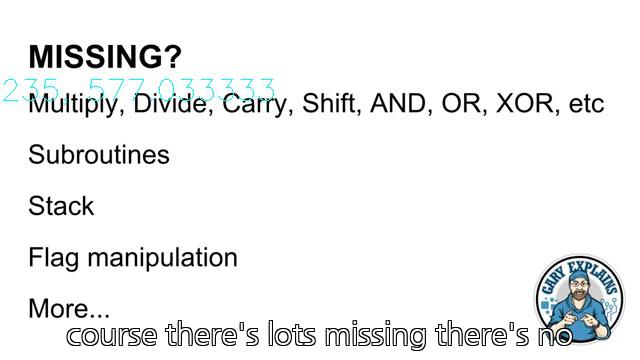 MISSING?
235, 577.033333
Multiply, Divide, Carry, Shift, AND, OR, XOR, etc
Subroutines
Stack
Flag manipulation
GARY EXPLAINS
More...
course there's lots missing there's no